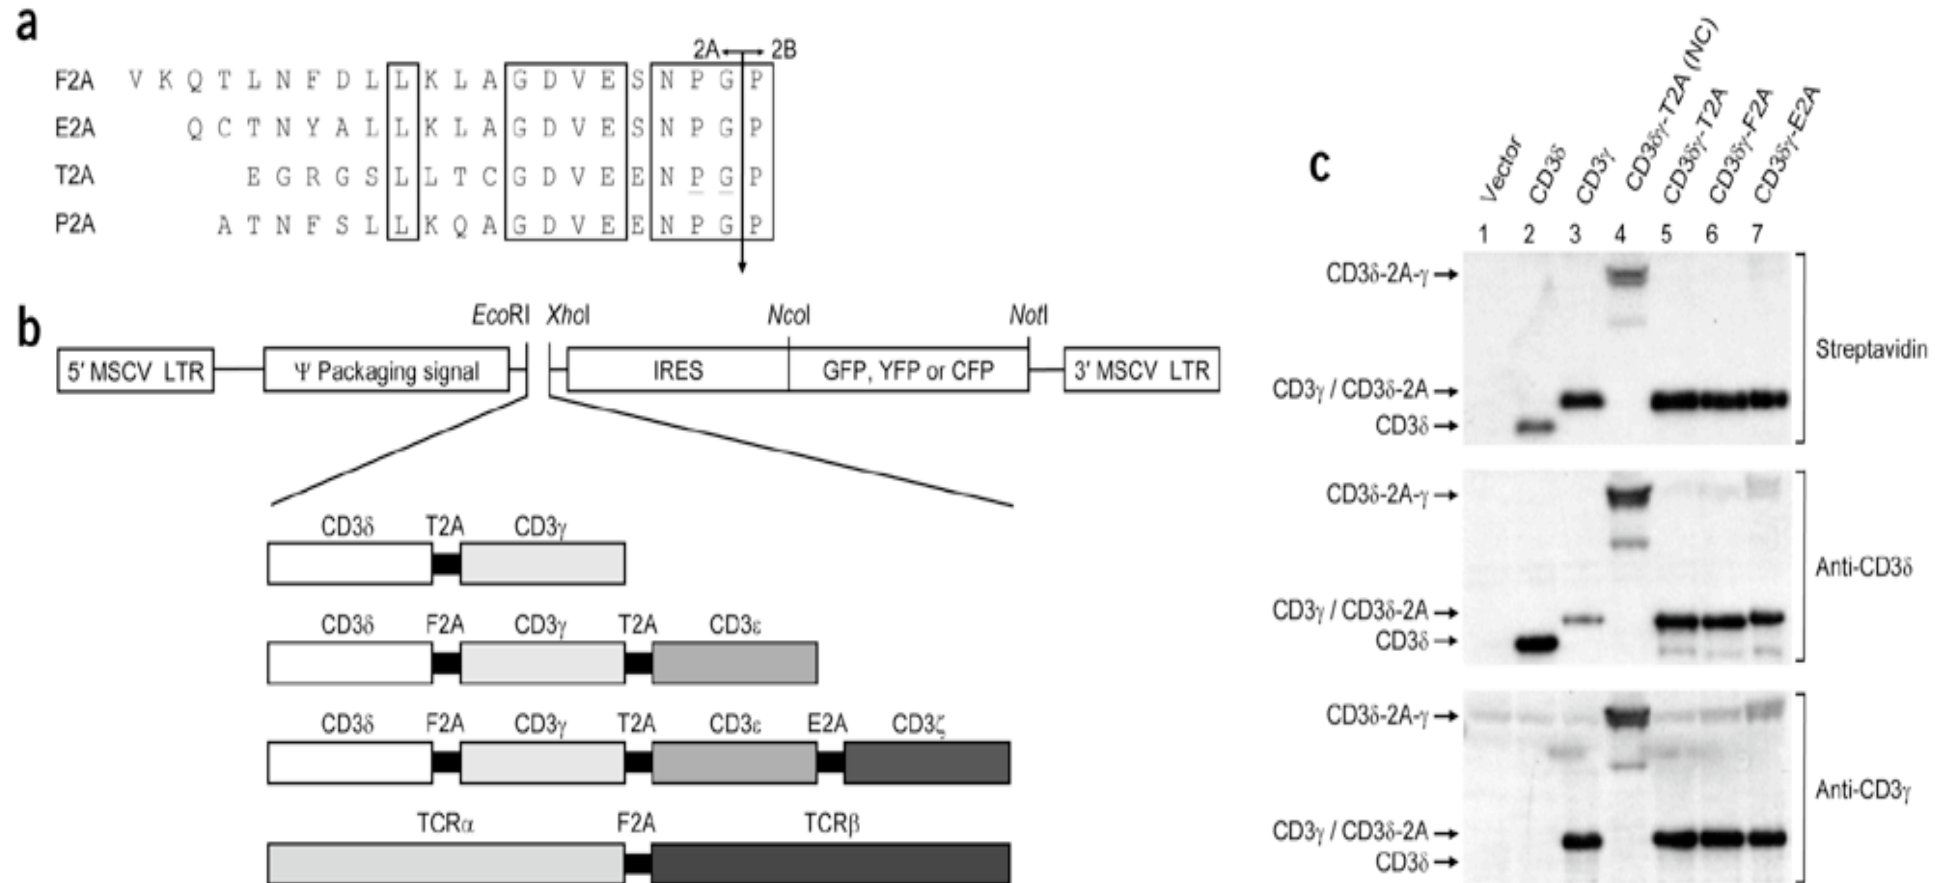 a
2A 2B
F2A V K Q T L N F D L L K L A G D V E S N P G P
E2A Q C T N Y A L L K L A G D V E S N P G P
T2A E G R G S L L T C G D V E E N P G P
P2A A T N F S L L K Q A G D V E E N P G P
b
EcoRI XhoI NcoI NotI
5′ MSCV LTR Ψ Packaging signal IRES GFP, YFP or CFP 3′ MSCV LTR
CD3δ T2A CD3γ
CD3δ F2A CD3γ T2A CD3ε
CD3δ F2A CD3γ T2A CD3ε E2A CD3ζ
TCRα F2A TCRβ
c
Vector
CD3δ
CD3γ
CD3δγ-T2A (NC)
CD3δγ-T2A
CD3δγ-F2A
CD3δγ-E2A
1 2 3 4 5 6 7
CD3δ-2A-γ
CD3γ / CD3δ-2A
CD3δ
Streptavidin
CD3δ-2A-γ
CD3γ / CD3δ-2A
CD3δ
Anti-CD3δ
CD3δ-2A-γ
CD3γ / CD3δ-2A
CD3δ
Anti-CD3γ